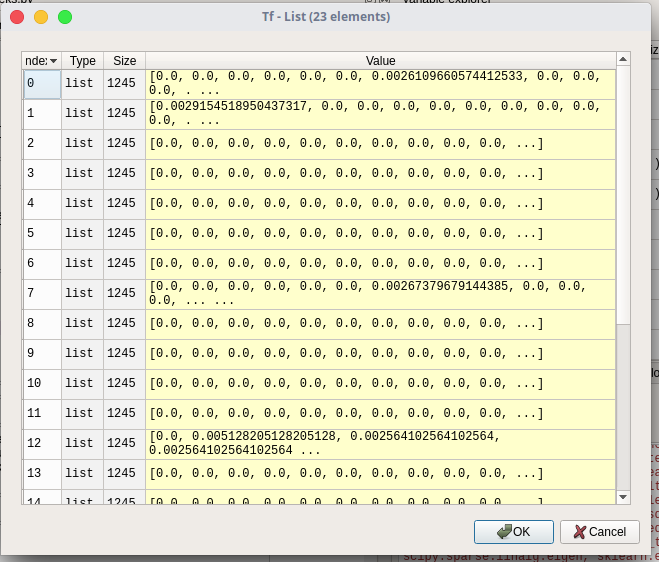 Variable explorer
Tf - List (23 elements)
Type Size Value
0 list 1245 [0.0, 0.0, 0.0, 0.0, 0.0, 0.0, 0.0026109660574412533, 0.0, 0.0,
0.0, . ...
1 list 1245 [0.0029154518950437317, 0.0, 0.0, 0.0, 0.0, 0.0, 0.0, 0.0, 0.0,
0.0, . ...
2 list 1245 [0.0, 0.0, 0.0, 0.0, 0.0, 0.0, 0.0, 0.0, 0.0, 0.0, ...]
3 list 1245 [0.0, 0.0, 0.0, 0.0, 0.0, 0.0, 0.0, 0.0, 0.0, 0.0, ...]
4 list 1245 [0.0, 0.0, 0.0, 0.0, 0.0, 0.0, 0.0, 0.0, 0.0, 0.0, ...]
5 list 1245 [0.0, 0.0, 0.0, 0.0, 0.0, 0.0, 0.0, 0.0, 0.0, 0.0, ...]
6 list 1245 [0.0, 0.0, 0.0, 0.0, 0.0, 0.0, 0.0, 0.0, 0.0, 0.0, ...]
7 list 1245 [0.0, 0.0, 0.0, 0.0, 0.0, 0.0, 0.00267379679144385, 0.0, 0.0,
0.0, ... ...
8 list 1245 [0.0, 0.0, 0.0, 0.0, 0.0, 0.0, 0.0, 0.0, 0.0, 0.0, ...]
9 list 1245 [0.0, 0.0, 0.0, 0.0, 0.0, 0.0, 0.0, 0.0, 0.0, 0.0, ...]
10 list 1245 [0.0, 0.0, 0.0, 0.0, 0.0, 0.0, 0.0, 0.0, 0.0, 0.0, ...]
11 list 1245 [0.0, 0.0, 0.0, 0.0, 0.0, 0.0, 0.0, 0.0, 0.0, 0.0, ...]
12 list 1245 [0.0, 0.005128205128205128, 0.002564102564102564,
0.002564102564102564 ...
13 list 1245 [0.0, 0.0, 0.0, 0.0, 0.0, 0.0, 0.0, 0.0, 0.0, 0.0, ...]
14 list 1245 [0.0, 0.0, 0.0, 0.0, 0.0, 0.0, 0.0, 0.0, 0.0, 0.0, ...]
OK Cancel